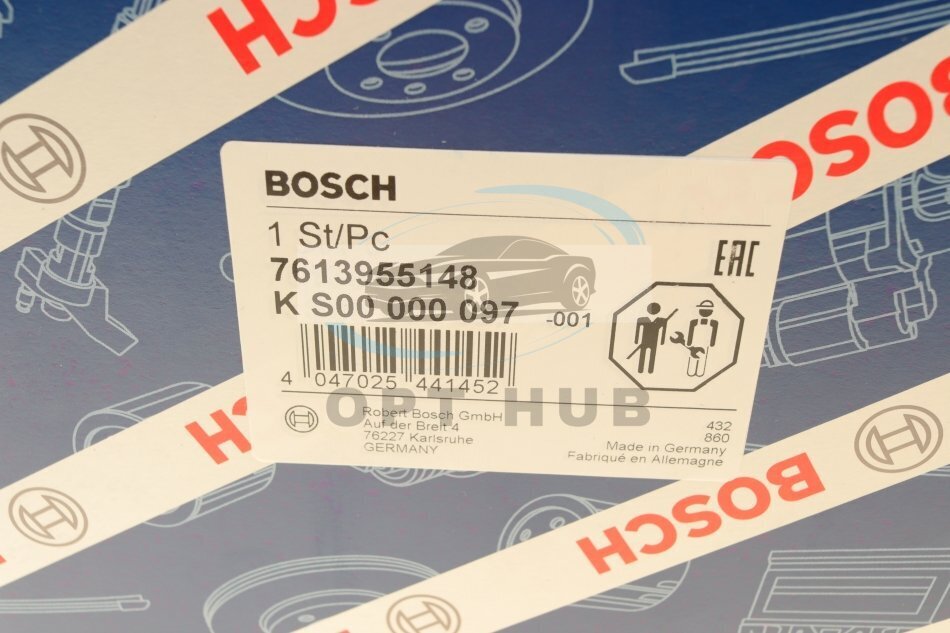 BOSCH
BOSCH
BOSCH
1 St/Pc
EAC
7613955148
K S00 000 097 -001
4 047025 441452
OPT HUB
Robert Bosch GmbH
Auf der Breit 4
76227 Karlsruhe
GERMANY
432
860
Made in Germany
Fabriqué en Allemagne
BOSCH